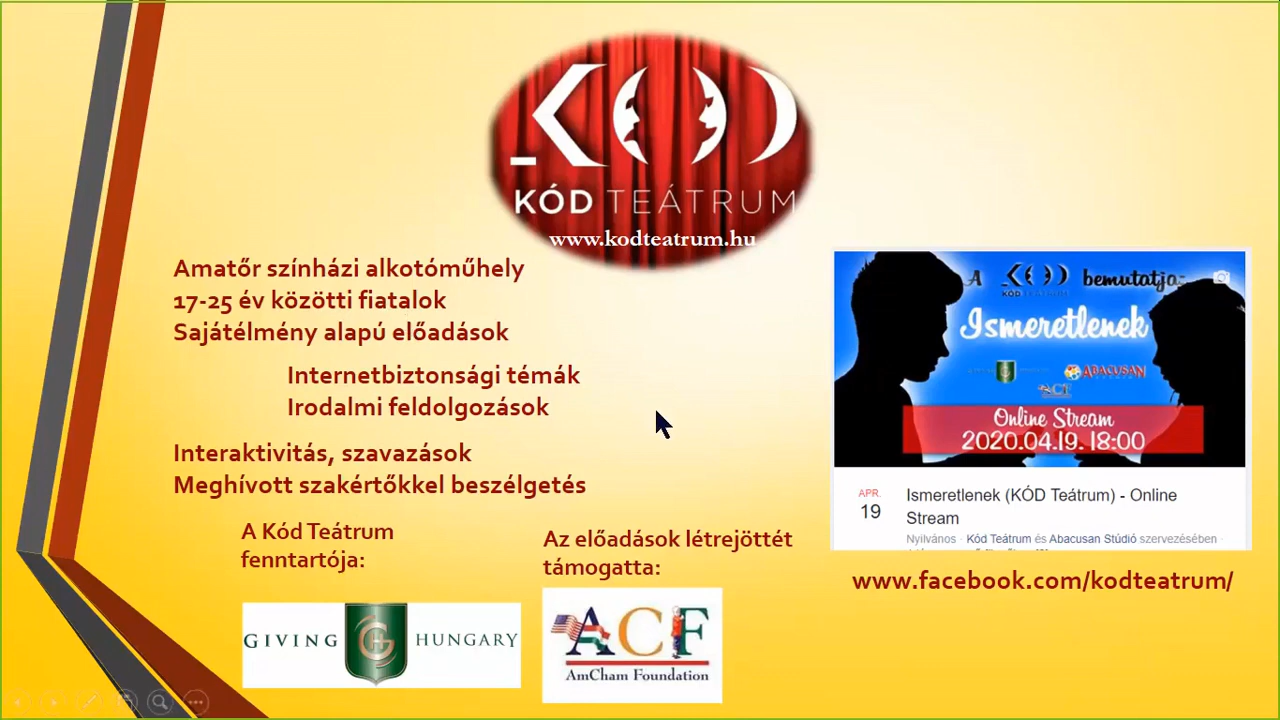 KÓD
KÓD TEÁTRUM
www.kodteatrum.hu
Amatőr színházi alkotóműhely
17-25 év közötti fiatalok
Sajátélmény alapú előadások
Internetbiztonsági témák
Irodalmi feldolgozások
Interaktivitás, szavazások
Meghívott szakértőkkel beszélgetés
A Kód Teátrum
fenntartója:
GIVING HUNGARY
Az előadások létrejöttét
támogatta:
ACF
AmCham Foundation
A KÓD bemutatja:
KÓD TEÁTRUM
Ismeretlenek
ABACUSAN
ACF
Online Stream
2020.04.19. 18:00
ÁPR.
19
Ismeretlenek (KÓD Teátrum) - Online
Stream
Nyilvános · Kód Teátrum és Abacusan Stúdió szervezésében ·
www.facebook.com/kodteatrum/